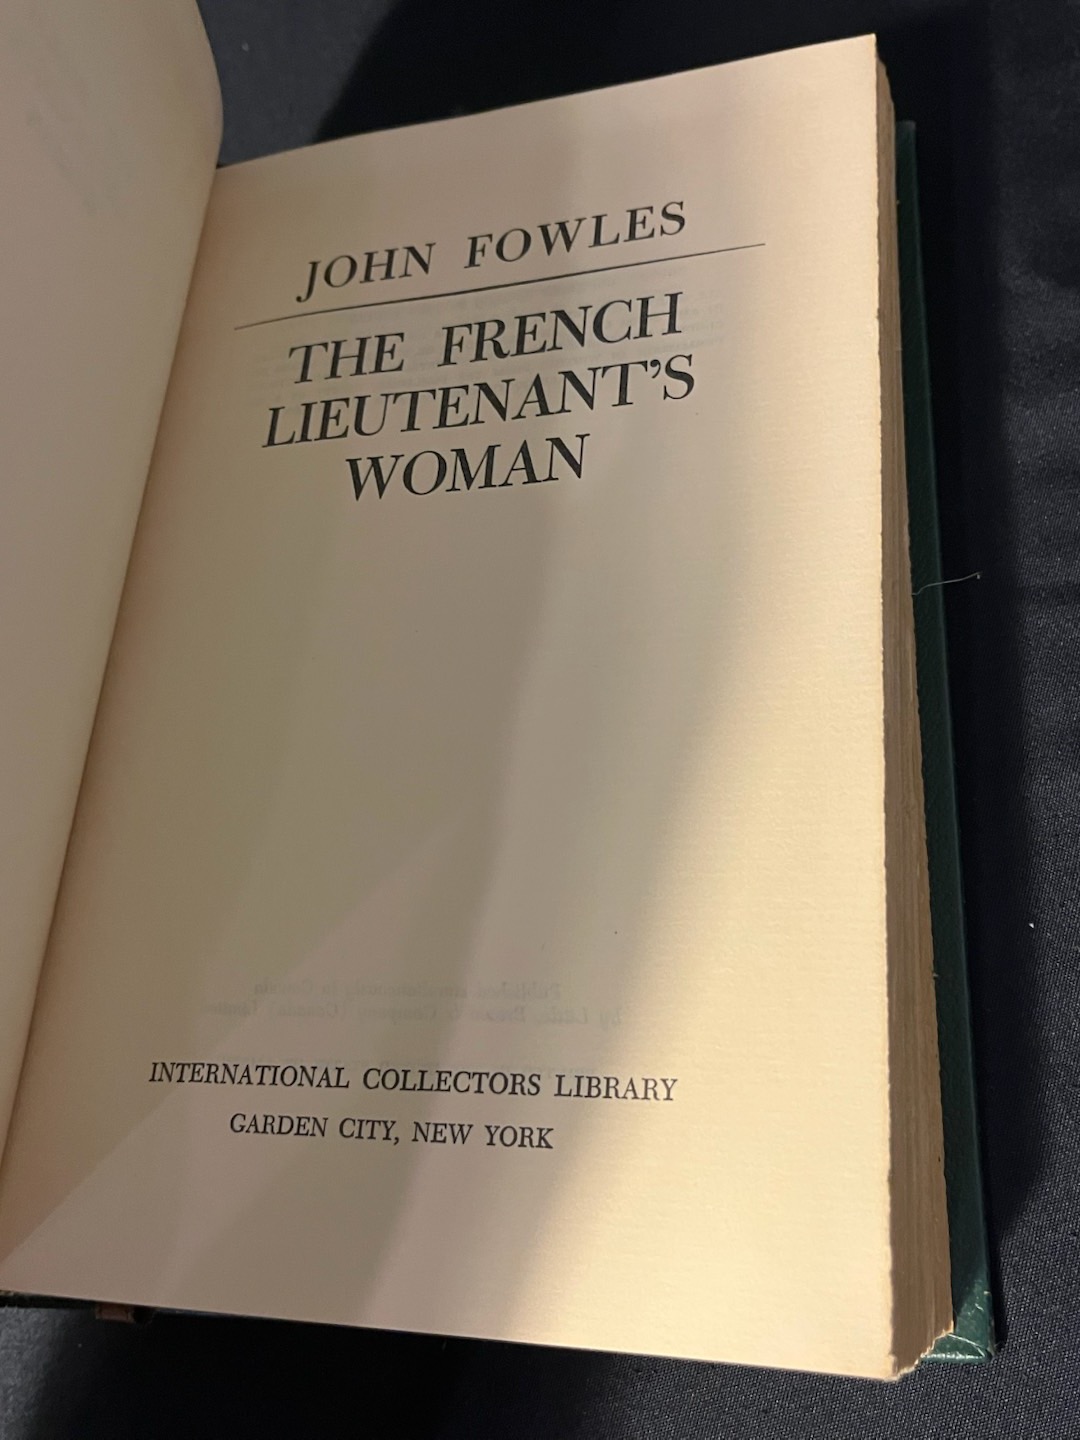 JOHN FOWLES
THE FRENCH
LIEUTENANT'S
WOMAN
INTERNATIONAL COLLECTORS LIBRARY
GARDEN CITY, NEW YORK